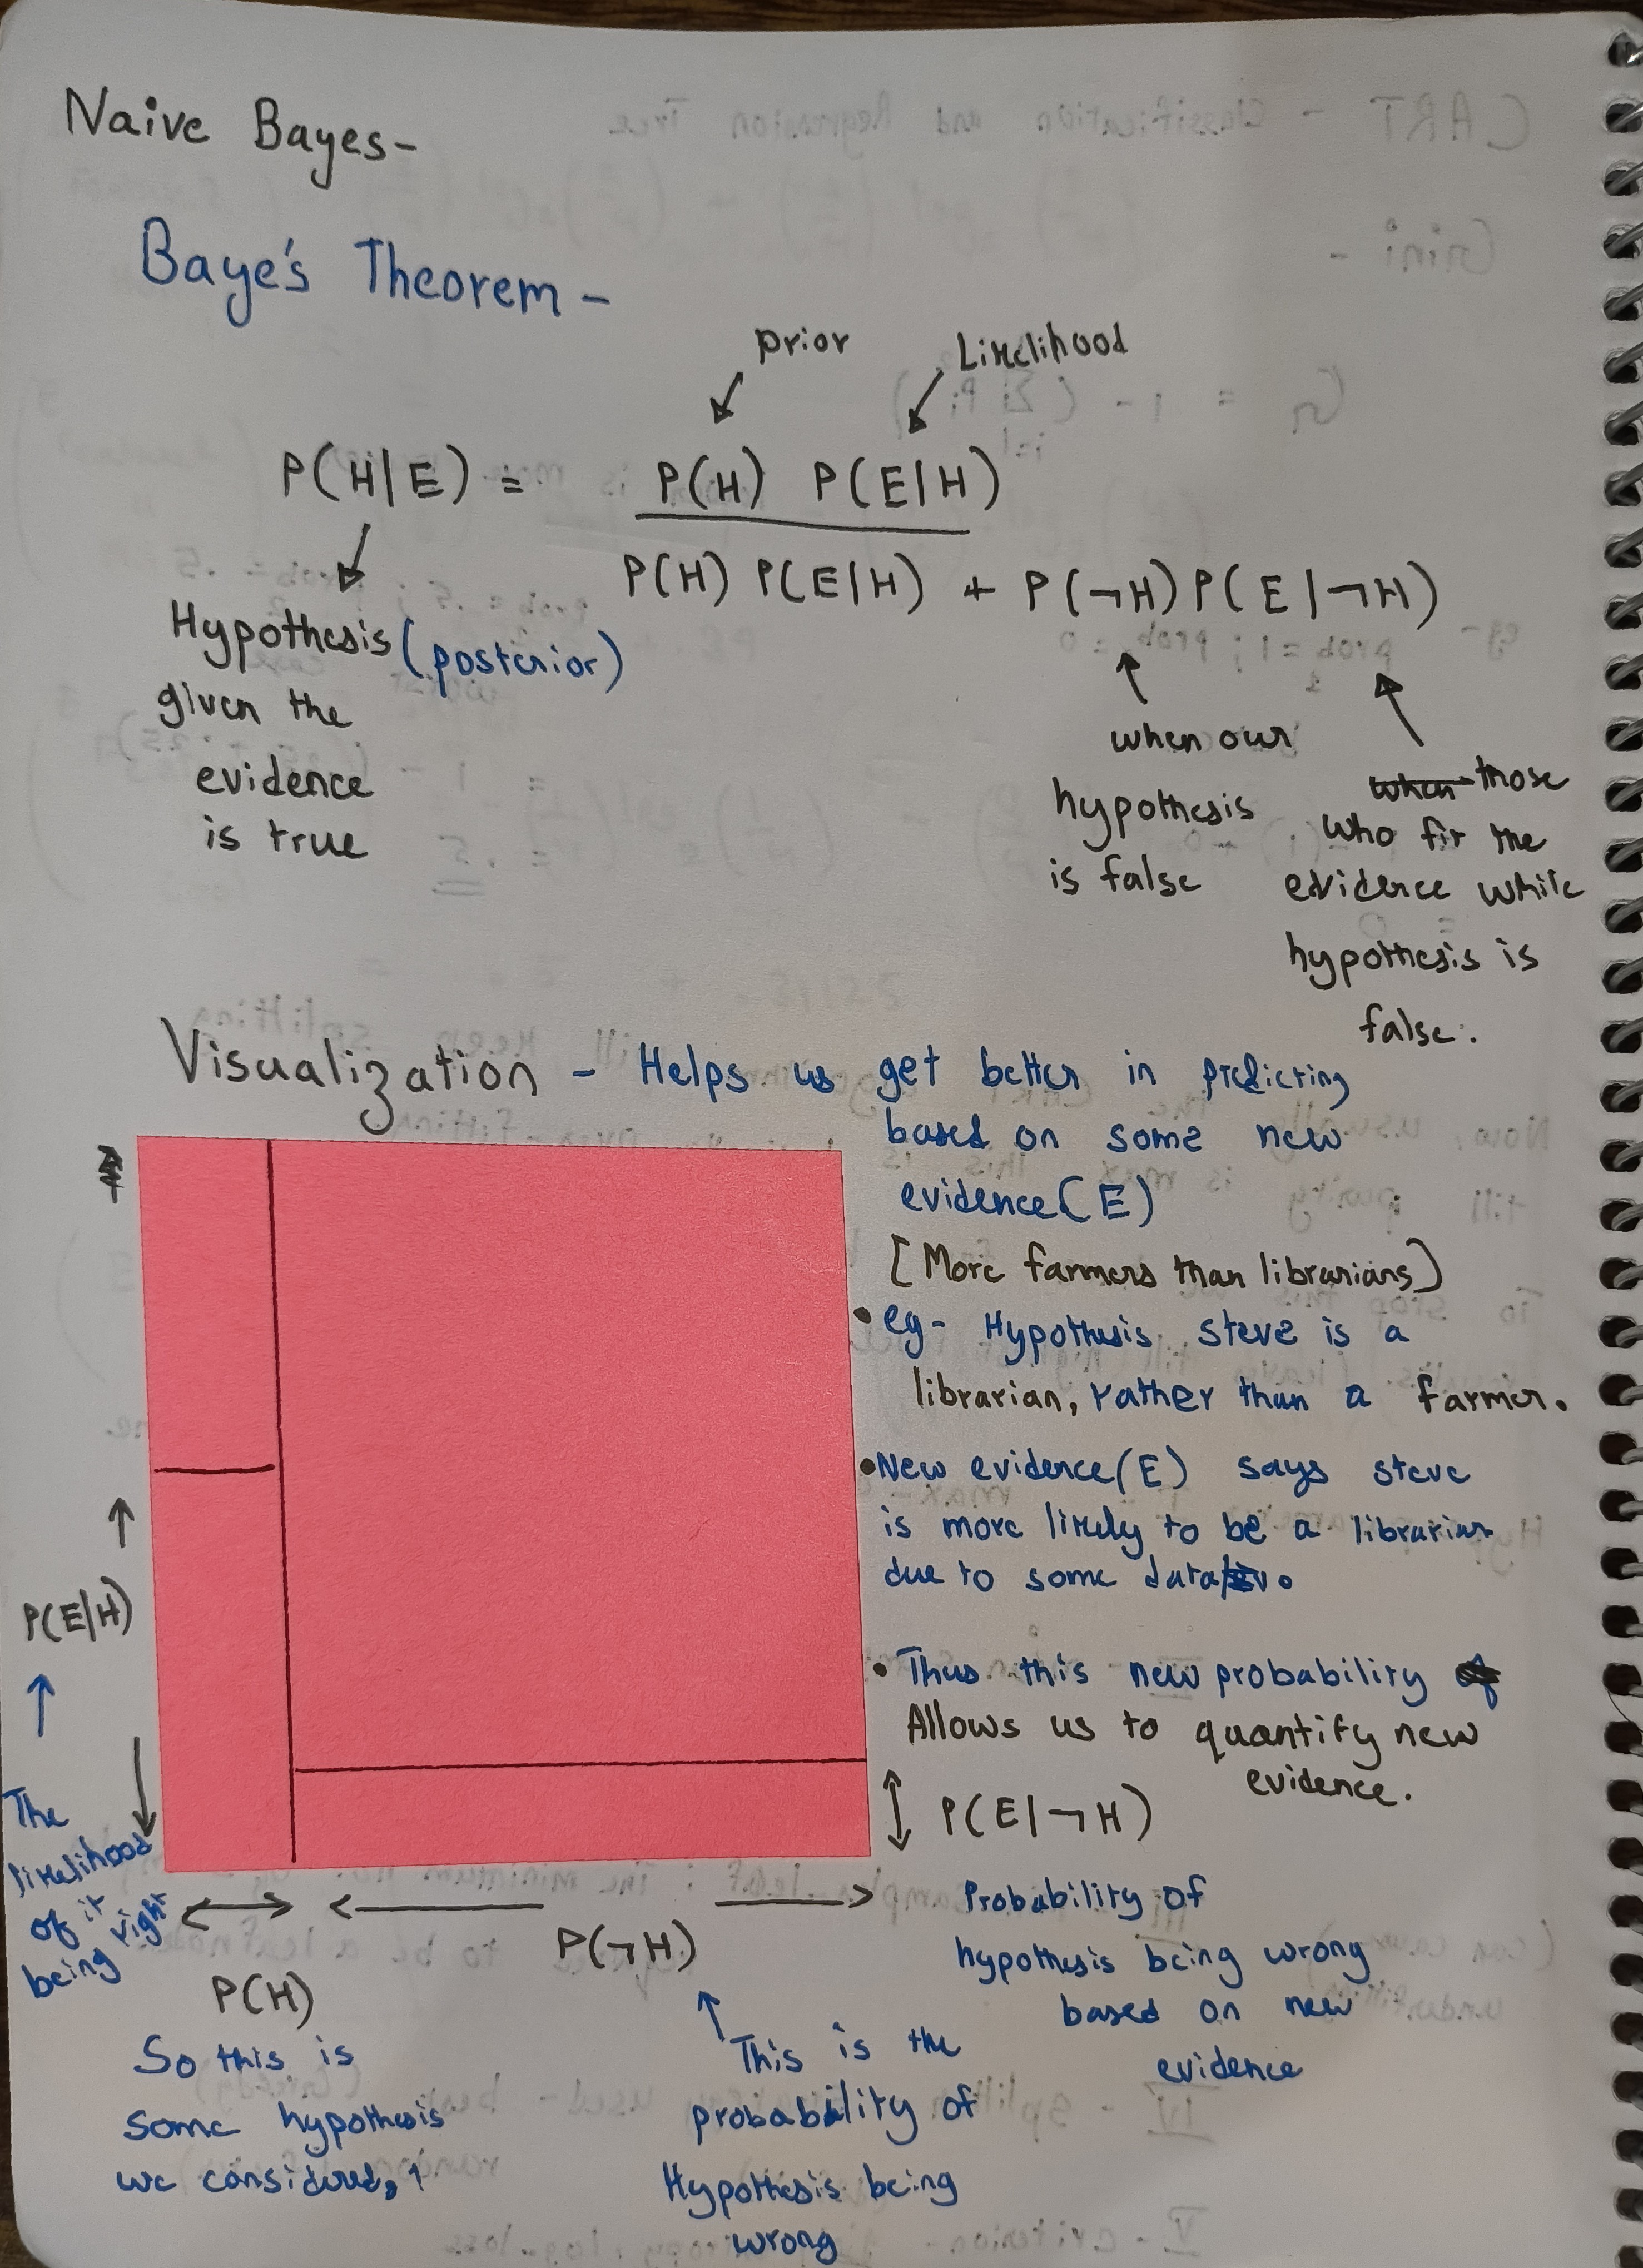 Naive Bayes-
Baye's Theorem -
prior
Likelihood
P(H|E) = P(H) P(E|H)
P(H) P(E|H) + P(¬H) P(E|¬H)
Hypothesis (posterior)
given the
evidence
is true
when our
hypothesis
is false
when those
who fit the
evidence while
hypothesis is
false.
Visualization - Helps us get better in predicting
based on some new
evidence(E)
[More farmers than librarians]
• eg- Hypothesis steve is a
librarian, rather than a farmer.
• New evidence(E) says steve
is more likely to be a librarian
due to some data.
• Thus this new probability of
Allows us to quantify new
evidence.
P(E|H)
The
likelihood
of it
being right
P(E|¬H)
Probability of
hypothesis being wrong
based on new
evidence
P(H)
So this is
some hypothesis
we considered,
P(¬H)
This is the
probability of
Hypothesis being
wrong